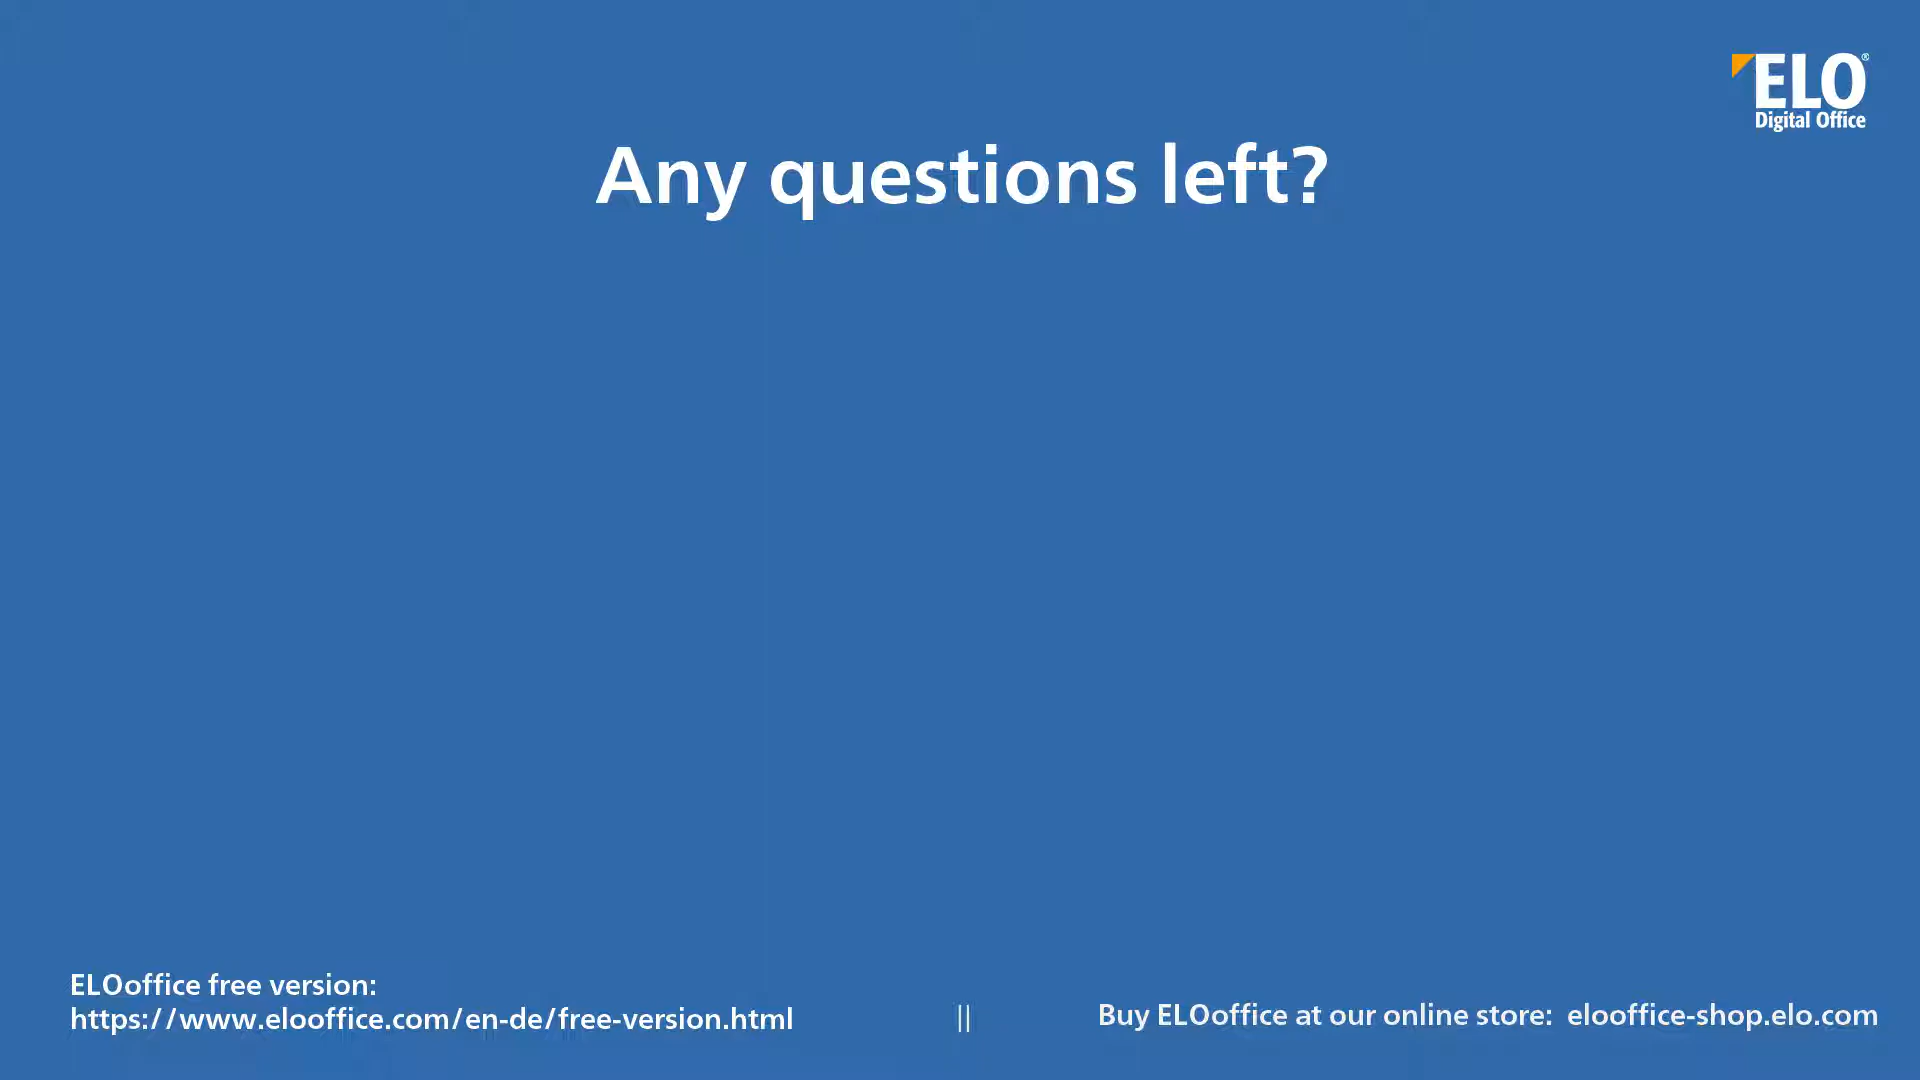 ELO®
Digital Office
Any questions left?
ELOoffice free version:
https://www.elooffice.com/en-de/free-version.html
||
Buy ELOoffice at our online store: elooffice-shop.elo.com